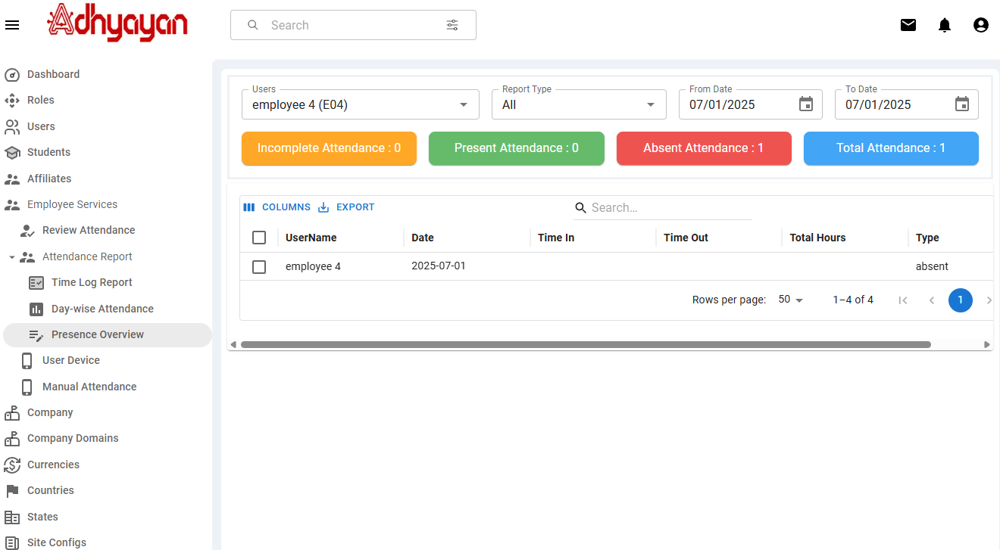 Adhyayan
Search
Dashboard
Roles
Users
Students
Affiliates
Employee Services
Review Attendance
Attendance Report
Time Log Report
Day-wise Attendance
Presence Overview
User Device
Manual Attendance
Company
Company Domains
Currencies
Countries
States
Site Configs
Users Report Type From Date To Date
employee 4 (E04) All 07/01/2025 07/01/2025
Incomplete Attendance : 0 Present Attendance : 0 Absent Attendance : 1 Total Attendance : 1
COLUMNS EXPORT Search…
UserName Date Time In Time Out Total Hours Type
employee 4 2025-07-01 absent
Rows per page: 50 1–4 of 4 1